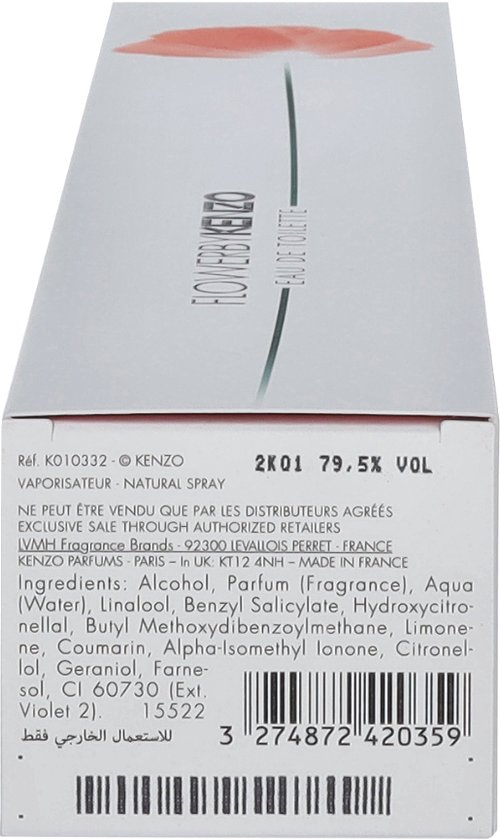 FLOWERBYKENZO
EAU DE TOILETTE
Réf. K010332 - © KENZO
2K01 79,5% VOL
VAPORISATEUR - NATURAL SPRAY
NE PEUT ÊTRE VENDU QUE PAR LES DISTRIBUTEURS AGRÉÉS
EXCLUSIVE SALE THROUGH AUTHORIZED RETAILERS
LVMH Fragrance Brands - 92300 LEVALLOIS PERRET - FRANCE
KENZO PARFUMS - PARIS – In UK: KT12 4NH – MADE IN FRANCE
Ingredients: Alcohol, Parfum (Fragrance), Aqua
(Water), Linalool, Benzyl Salicylate, Hydroxycitro-
nellal, Butyl Methoxydibenzoylmethane, Limone-
ne, Coumarin, Alpha-Isomethyl Ionone, Citronel-
lol, Geraniol, Farne-
sol, CI 60730 (Ext.
Violet 2). 15522
للاستعمال الخارجي فقط
3 274872 420359